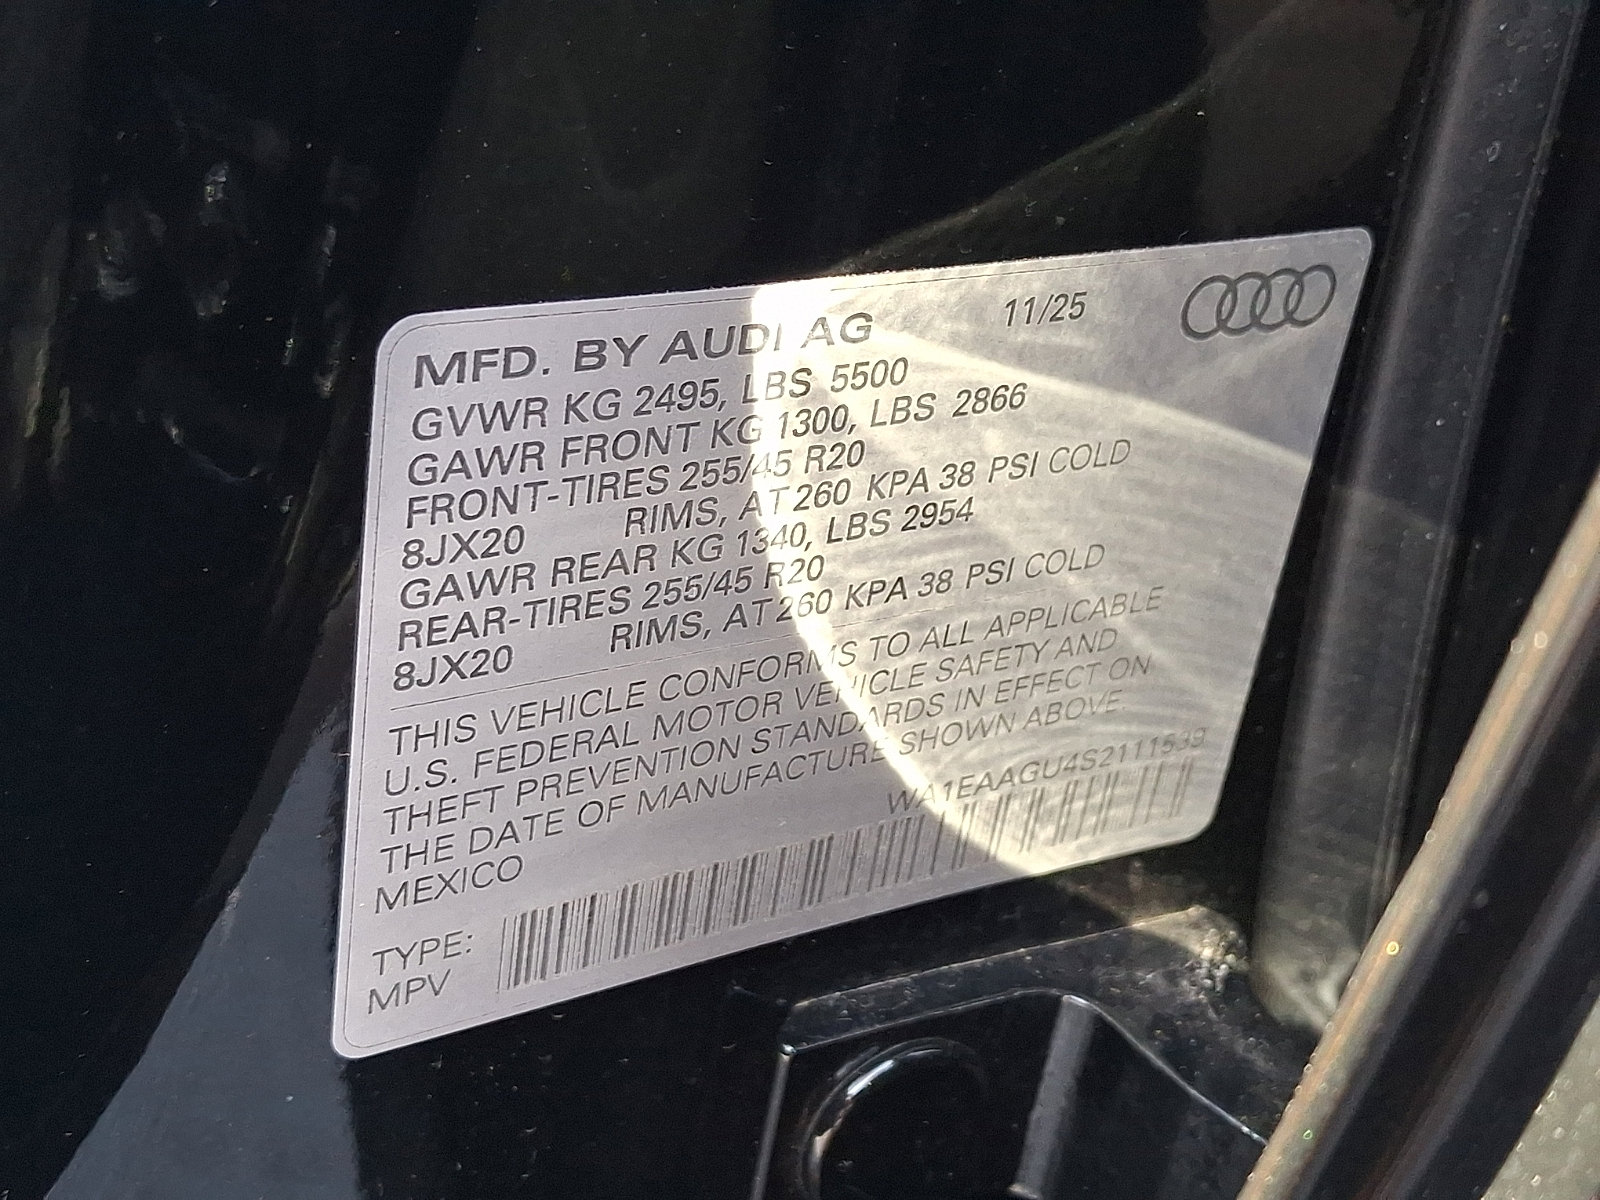 MFD. BY AUDI AG 11/25
GVWR KG 2495, LBS 5500
GAWR FRONT KG 1300, LBS 2866
FRONT-TIRES 255/45 R20
8JX20 RIMS, AT 260 KPA 38 PSI COLD
GAWR REAR KG 1340, LBS 2954
REAR-TIRES 255/45 R20
8JX20 RIMS, AT 260 KPA 38 PSI COLD
THIS VEHICLE CONFORMS TO ALL APPLICABLE
U.S. FEDERAL MOTOR VEHICLE SAFETY AND
THEFT PREVENTION STANDARDS IN EFFECT ON
THE DATE OF MANUFACTURE SHOWN ABOVE.
MEXICO WA1EAAGU4S2111539
TYPE:
MPV